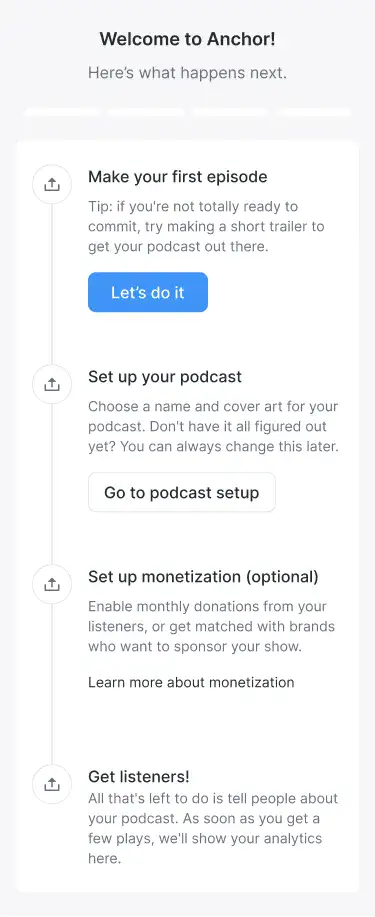 Welcome to Anchor!
Here’s what happens next.
Make your first episode
Tip: if you're not totally ready to
commit, try making a short trailer to
get your podcast out there.
Let’s do it
Set up your podcast
Choose a name and cover art for your
podcast. Don't have it all figured out
yet? You can always change this later.
Go to podcast setup
Set up monetization (optional)
Enable monthly donations from your
listeners, or get matched with brands
who want to sponsor your show.
Learn more about monetization
Get listeners!
All that's left to do is tell people about
your podcast. As soon as you get a
few plays, we'll show your analytics
here.